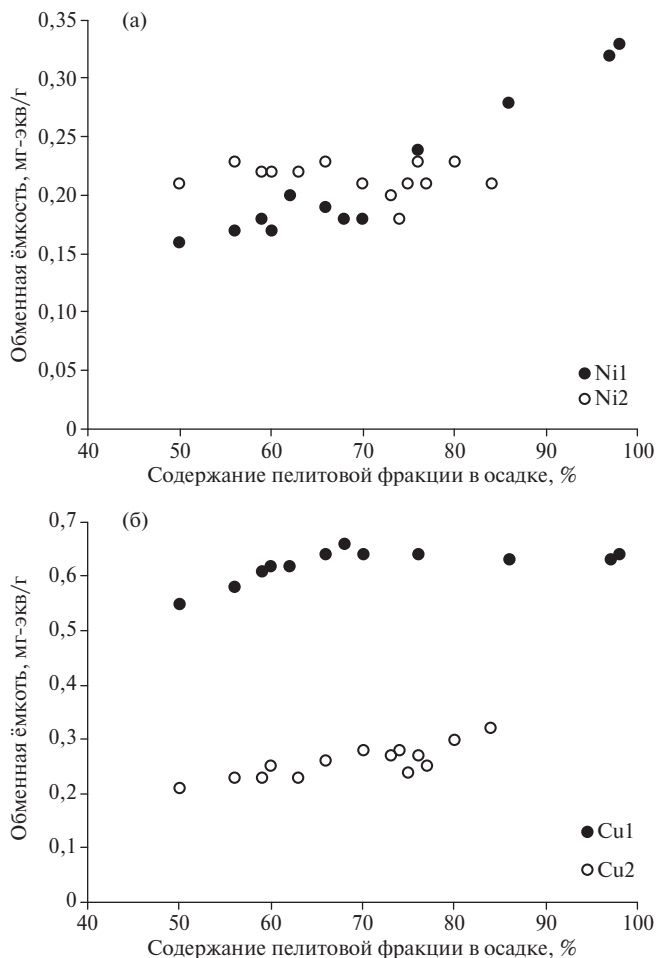 (а)
Обменная ёмкость, мг-экв/г
0,35
0,30
0,25
0,20
0,15
0,10
0,05
0
40 50 60 70 80 90 100
Содержание пелитовой фракции в осадке, %
Ni1
Ni2
(б)
Обменная ёмкоть, мг-экв/г
0,7
0,6
0,5
0,4
0,3
0,2
0,1
0
40 50 60 70 80 90 100
Содержание пелитовой фракции в осадке, %
Cu1
Cu2